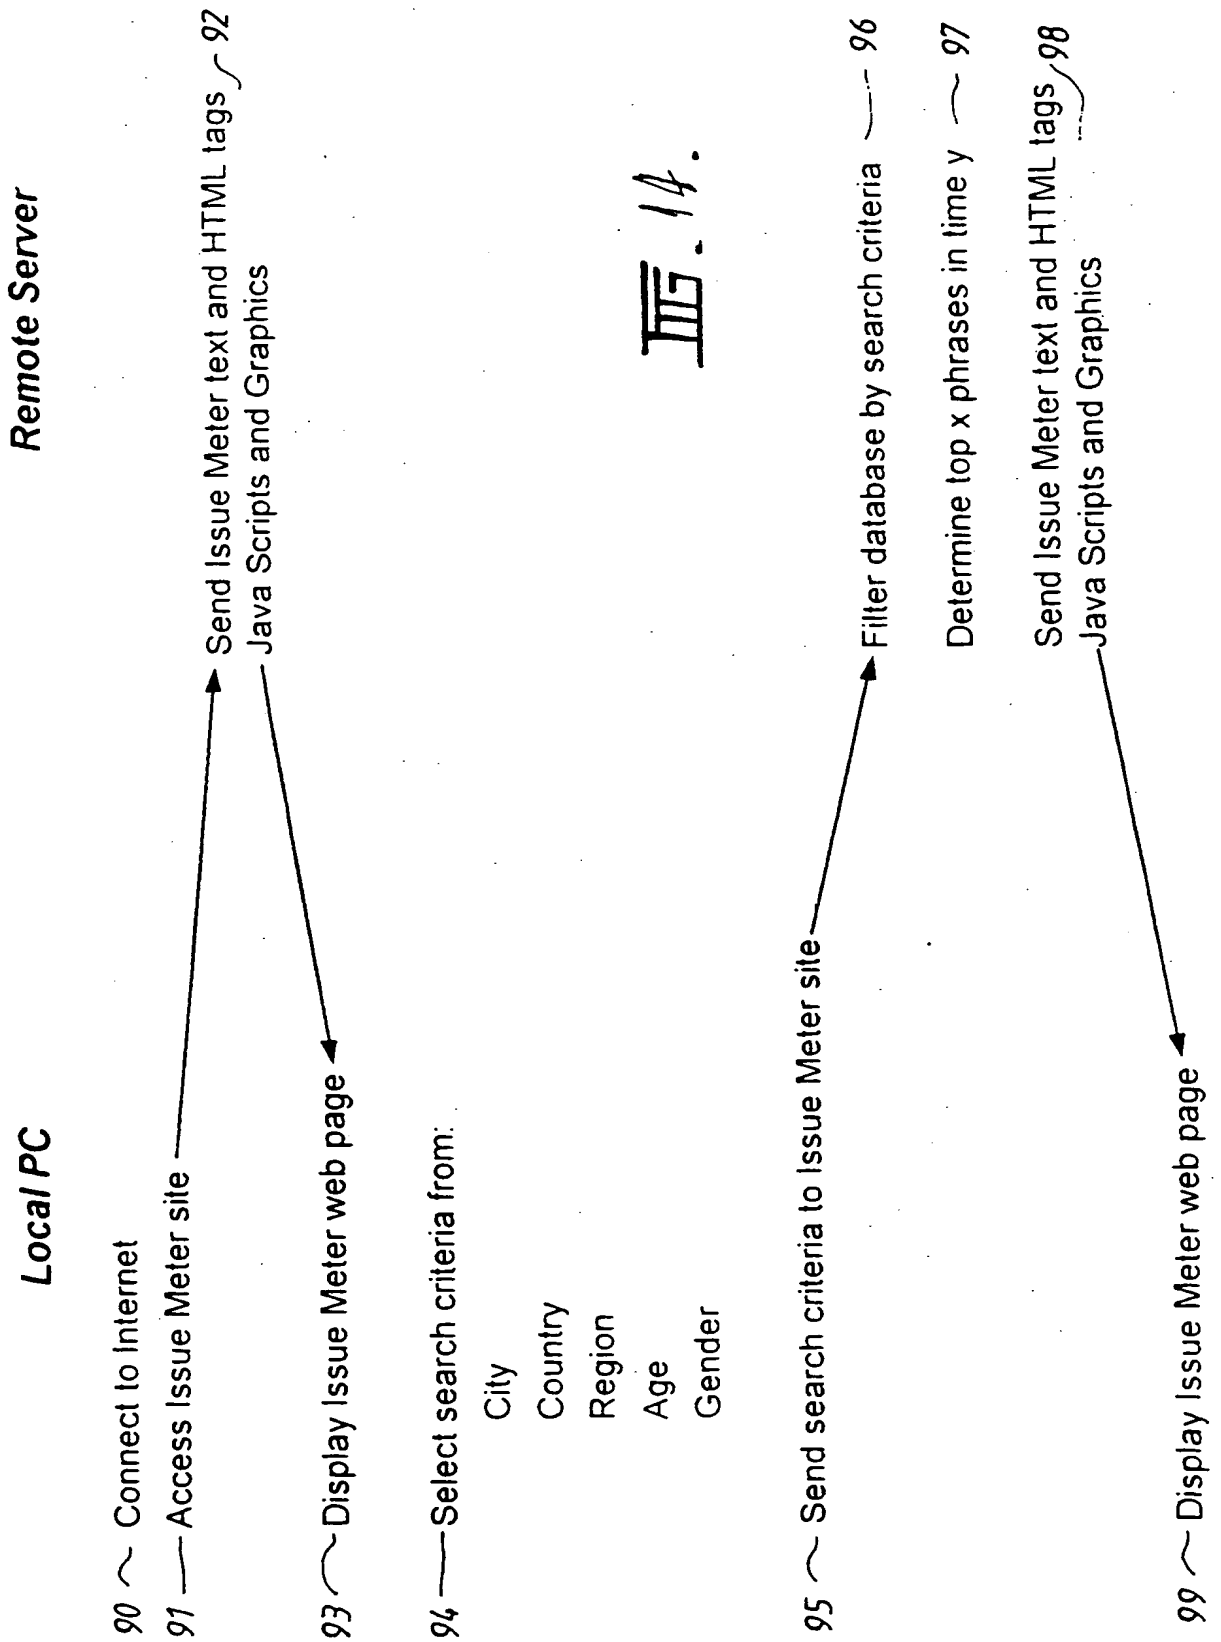 Local PC
Remote Server
90 Connect to Internet
91 Access Issue Meter site
Send Issue Meter text and HTML tags 92
Java Scripts and Graphics
93 Display Issue Meter web page
94 Select search criteria from:
City
Country
Region
Age
Gender
FIG. 14.
95 Send search criteria to Issue Meter site
Filter database by search criteria 96
Determine top x phrases in time y 97
Send Issue Meter text and HTML tags 98
Java Scripts and Graphics
99 Display Issue Meter web page